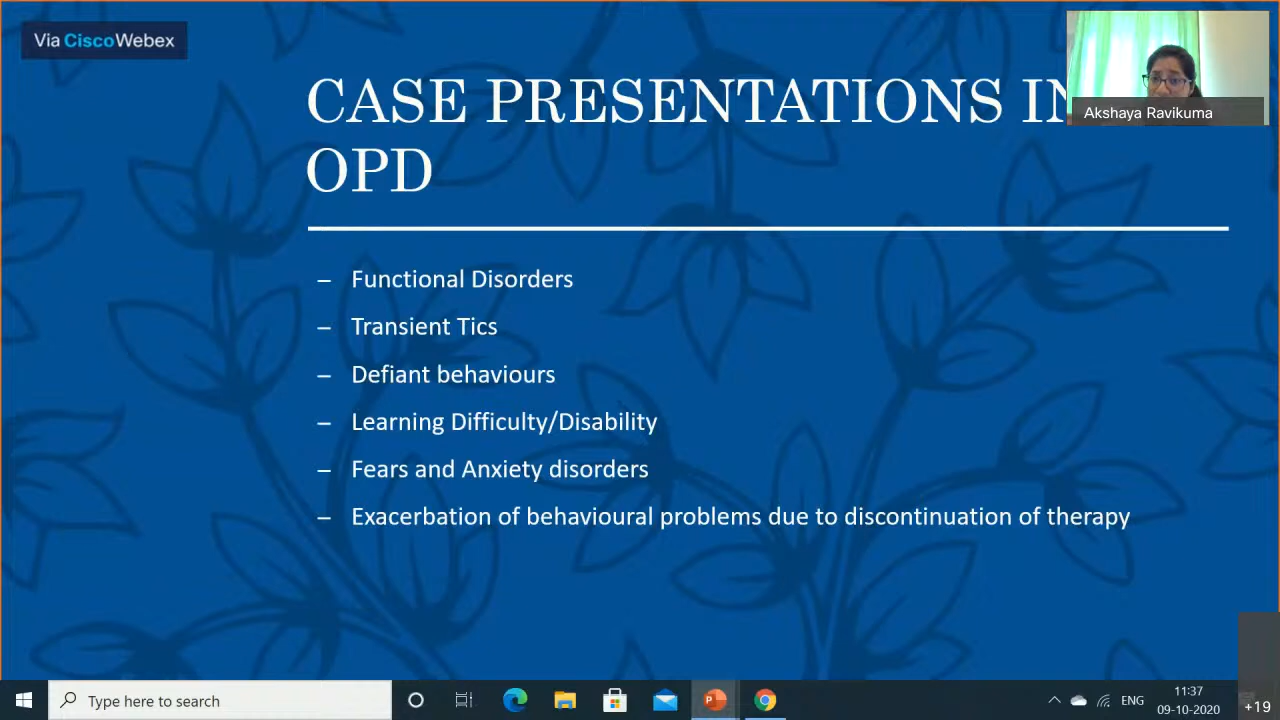 Via CiscoWebex
CASE PRESENTATIONS IN
OPD
Akshaya Ravikuma
– Functional Disorders
– Transient Tics
– Defiant behaviours
– Learning Difficulty/Disability
– Fears and Anxiety disorders
– Exacerbation of behavioural problems due to discontinuation of therapy
Type here to search
ENG
11:37
09-10-2020
+19